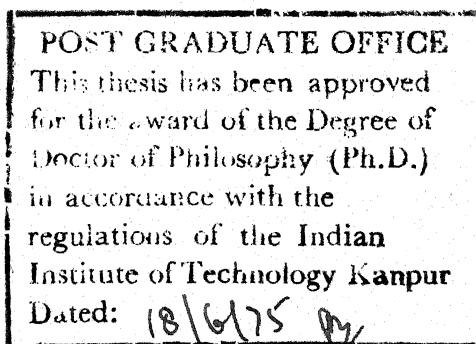 POST GRADUATE OFFICE
This thesis has been approved
for the award of the Degree of
Doctor of Philosophy (Ph.D.)
in accordance with the
regulations of the Indian
Institute of Technology Kanpur
Dated: 18/6/75